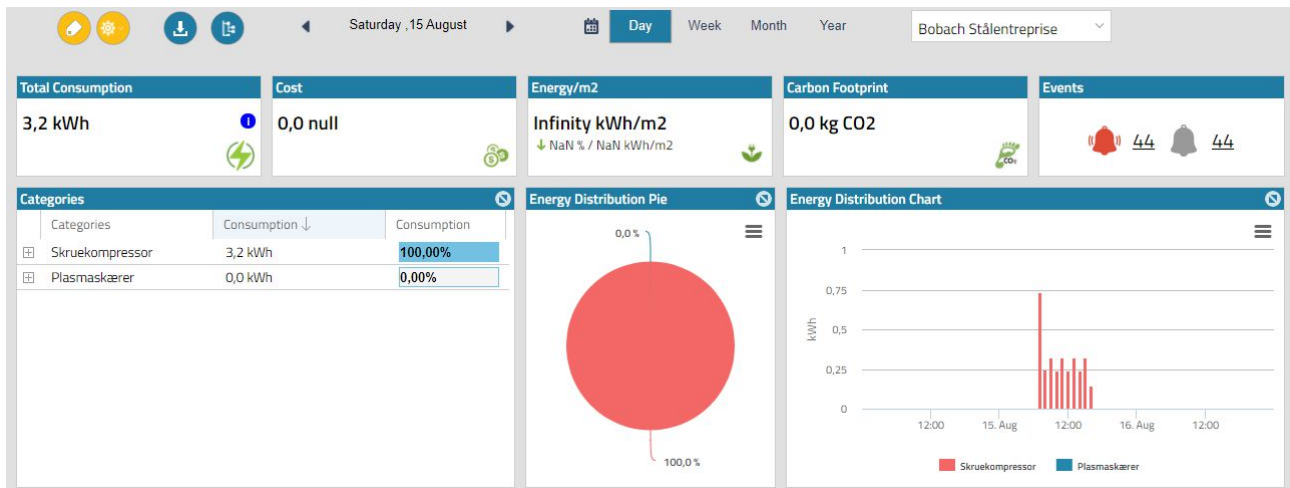 Saturday ,15 August
Day
Week
Month
Year
Bobach Stålentreprise
Total Consumption
3,2 kWh
Cost
0,0 null
Energy/m2
Infinity kWh/m2
NaN % / NaN kWh/m2
Carbon Footprint
0,0 kg CO2
CO₂
Events
44
44
Categories
Categories
Consumption ↓
Consumption
Skruekompressor
3,2 kWh
100,00%
Plasmaskærer
0,0 kWh
0,00%
Energy Distribution Pie
0,0 %
100,0 %
Energy Distribution Chart
1
0,75
0,5
0,25
0
kWh
12:00
15. Aug
12:00
16. Aug
12:00
Skruekompressor
Plasmaskærer